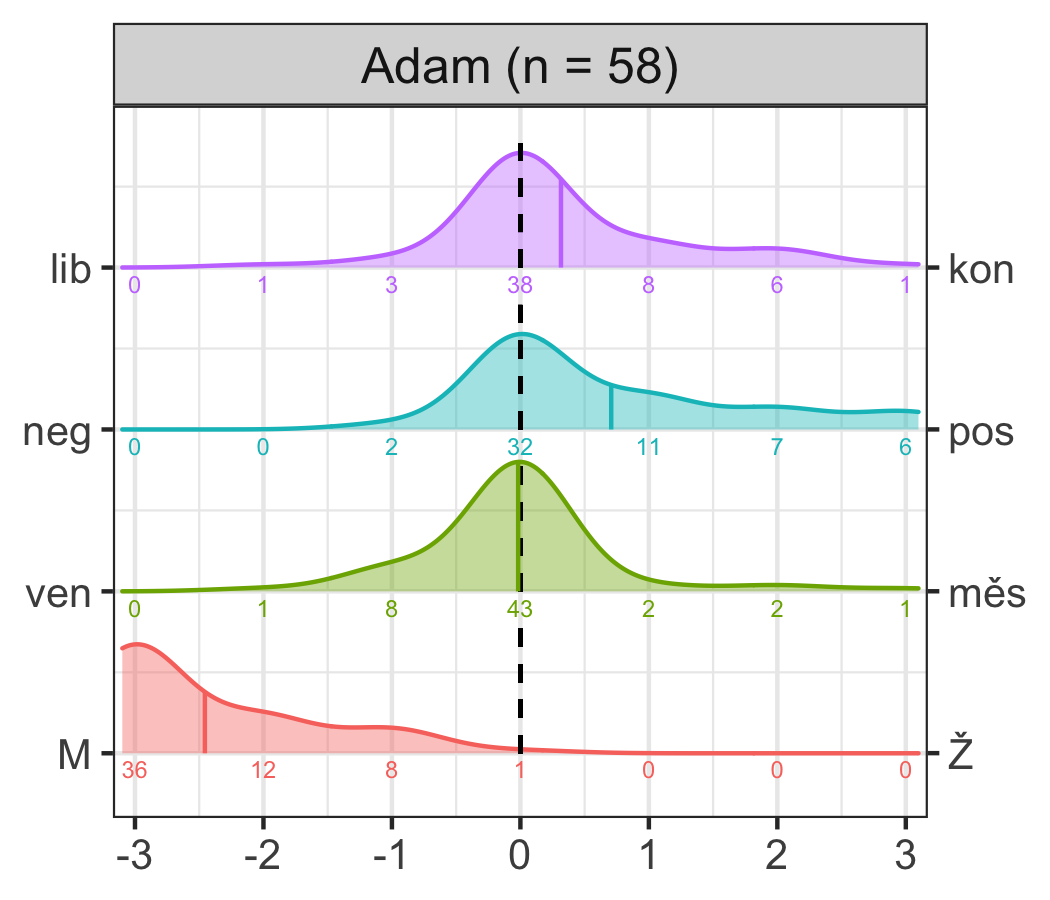 Adam (n = 58)
lib kon
0 1 3 38 8 6 1
neg pos
0 0 2 32 11 7 6
ven měs
0 1 8 43 2 2 1
M Ž
36 12 8 1 0 0 0
-3 -2 -1 0 1 2 3